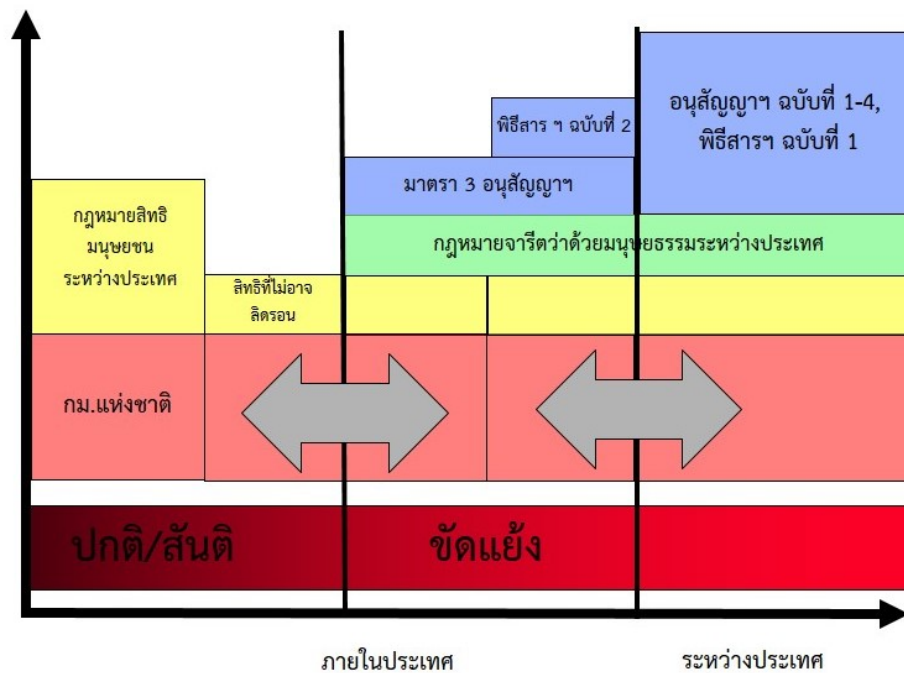 อนุสัญญาฯ ฉบับที่ 1-4,
พิธีสารฯ ฉบับที่ 1
พิธีสาร ฯ ฉบับที่ 2
มาตรา 3 อนุสัญญาฯ
กฎหมายสิทธิ
มนุษยชน
ระหว่างประเทศ
กฎหมายจารีตว่าด้วยมนุษยธรรมระหว่างประเทศ
สิทธิที่ไม่อาจ
ลิดรอน
กม.แห่งชาติ
ปกติ/สันติ
ขัดแย้ง
ภายในประเทศ
ระหว่างประเทศ